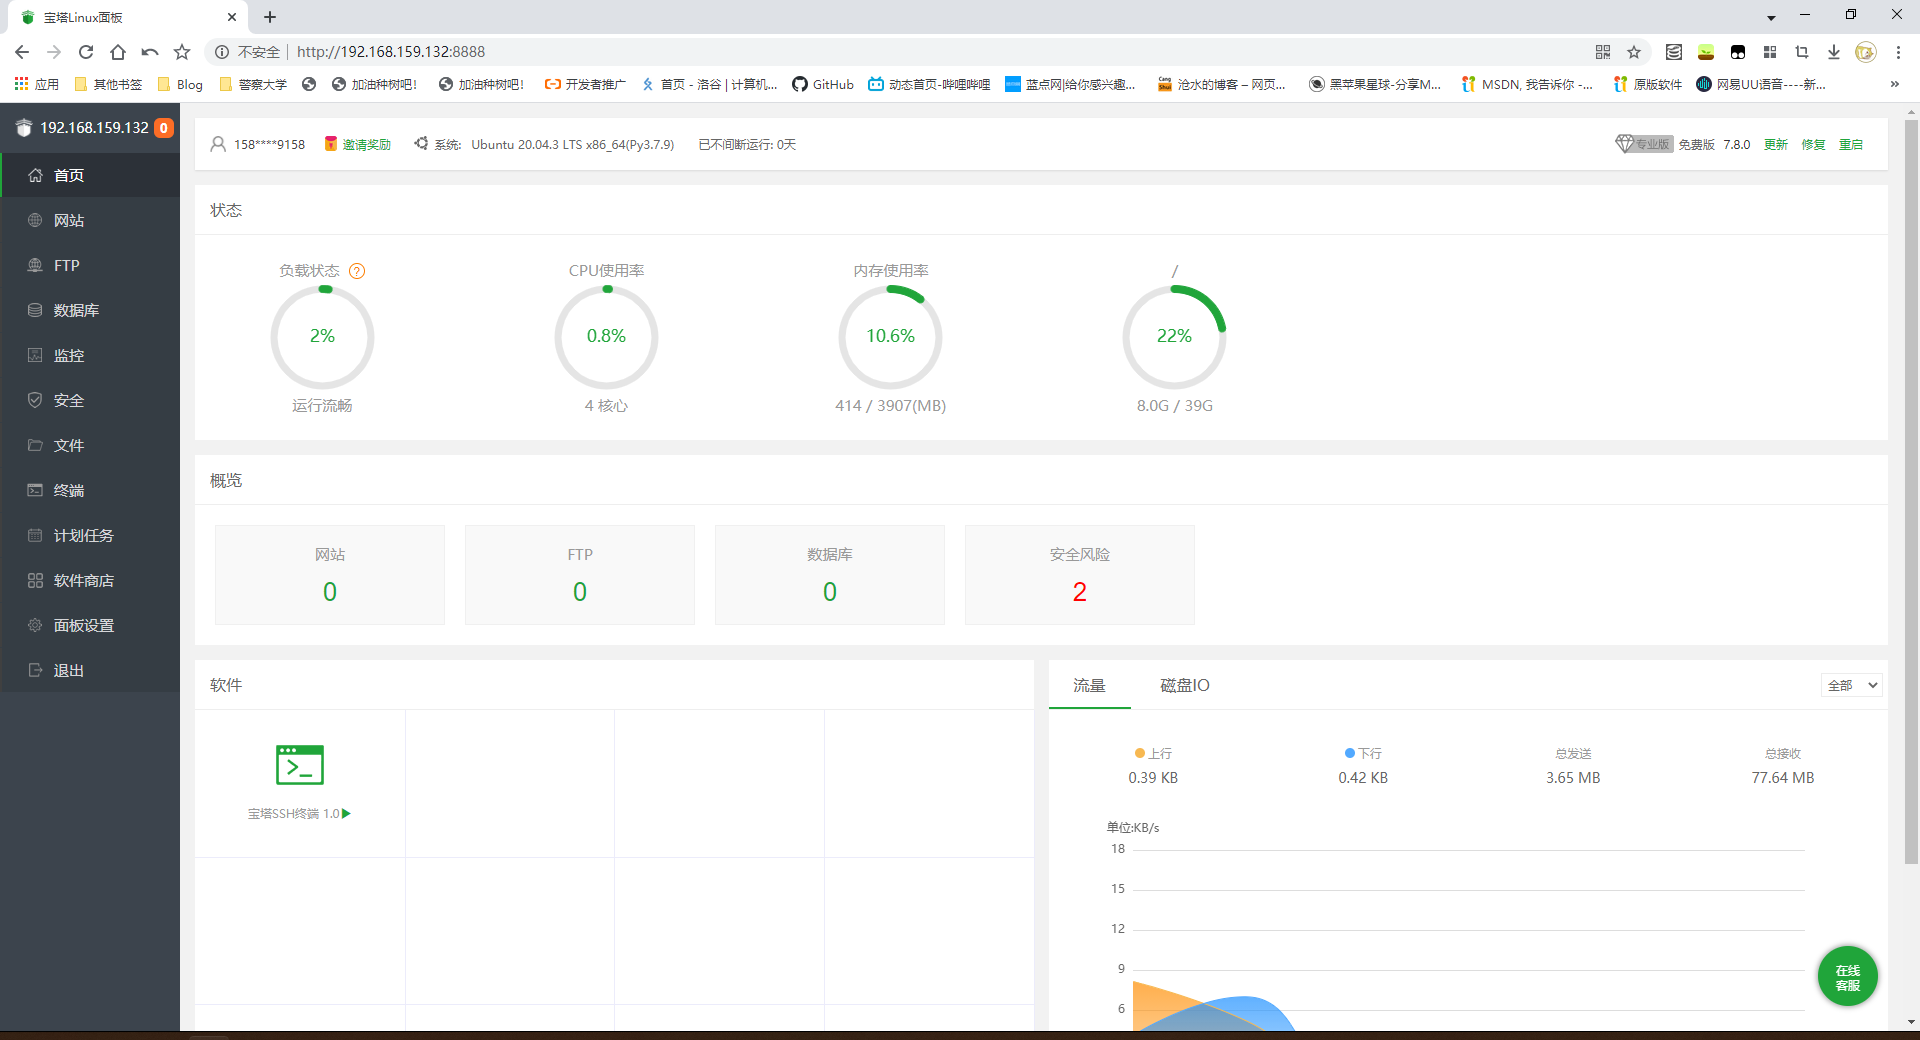 宝塔Linux面板
不安全 http://192.168.159.132:8888
应用 其他书签 Blog 警察大学 加油种树吧! 加油种树吧! 开发者推广 首页 - 洛谷 | 计算机... GitHub 动态首页-哔哩哔哩 蓝点网|给你感兴趣... 沧水的博客 – 网页... 黑苹果星球-分享M... MSDN, 我告诉你 -... 原版软件 网易UU语音----新... »
192.168.159.132 0
首页
网站
FTP
数据库
监控
安全
文件
终端
计划任务
软件商店
面板设置
退出
158****9158 邀请奖励 系统: Ubuntu 20.04.3 LTS x86_64(Py3.7.9) 已不间断运行: 0天 专业版 免费版 7.8.0 更新 修复 重启
状态
负载状态 ? CPU使用率 内存使用率 /
2% 0.8% 10.6% 22%
运行流畅 4 核心 414 / 3907(MB) 8.0G / 39G
概览
网站 FTP 数据库 安全风险
0 0 0 2
软件
宝塔SSH终端 1.0
流量 磁盘IO 全部
上行 下行 总发送 总接收
0.39 KB 0.42 KB 3.65 MB 77.64 MB
单位:KB/s
18
15
12
9
6
在线
客服